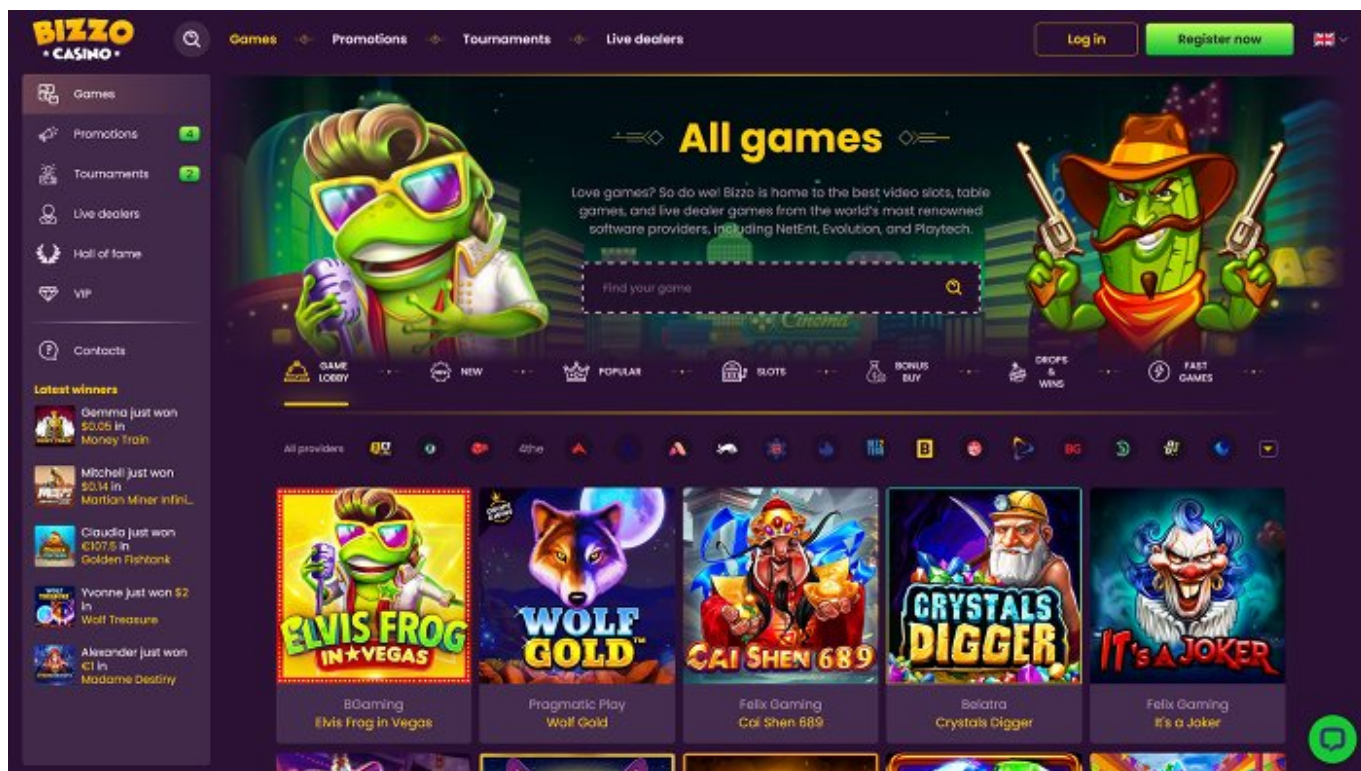 BIZZO
CASINO
Games
Promotions
Tournaments
Live dealers
Log in
Register now
Games
Promotions 4
Tournaments 2
Live dealers
Hall of fame
VIP
Contacts
Latest winners
Gemma just won
$0.05 in
Money Train
Mitchell just won
$0.14 in
Martian Miner Infini...
Claudia just won
€107.5 in
Golden Fishtank
Yvonne just won $2
in
Wolf Treasure
Alexander just won
€1 in
Madame Destiny
All games
Love games? So do we! Bizzo is home to the best video slots, table
games, and live dealer games from the world's most renowned
software providers, including NetEnt, Evolution, and Playtech.
Find your game
Cinema
GAME
LOBBY
NEW
POPULAR
SLOTS
BONUS
BUY
DROPS
&
WINS
FAST
GAMES
All providers
4the
B
BG
ELVIS FROG
IN VEGAS
WOLF
GOLD™
CAI SHEN 689
CRYSTALS
DIGGER
IT'S A JOKER
BGaming
Elvis Frog in Vegas
Pragmatic Play
Wolf Gold
Felix Gaming
Cai Shen 689
Belatra
Crystals Digger
Felix Gaming
It's a Joker